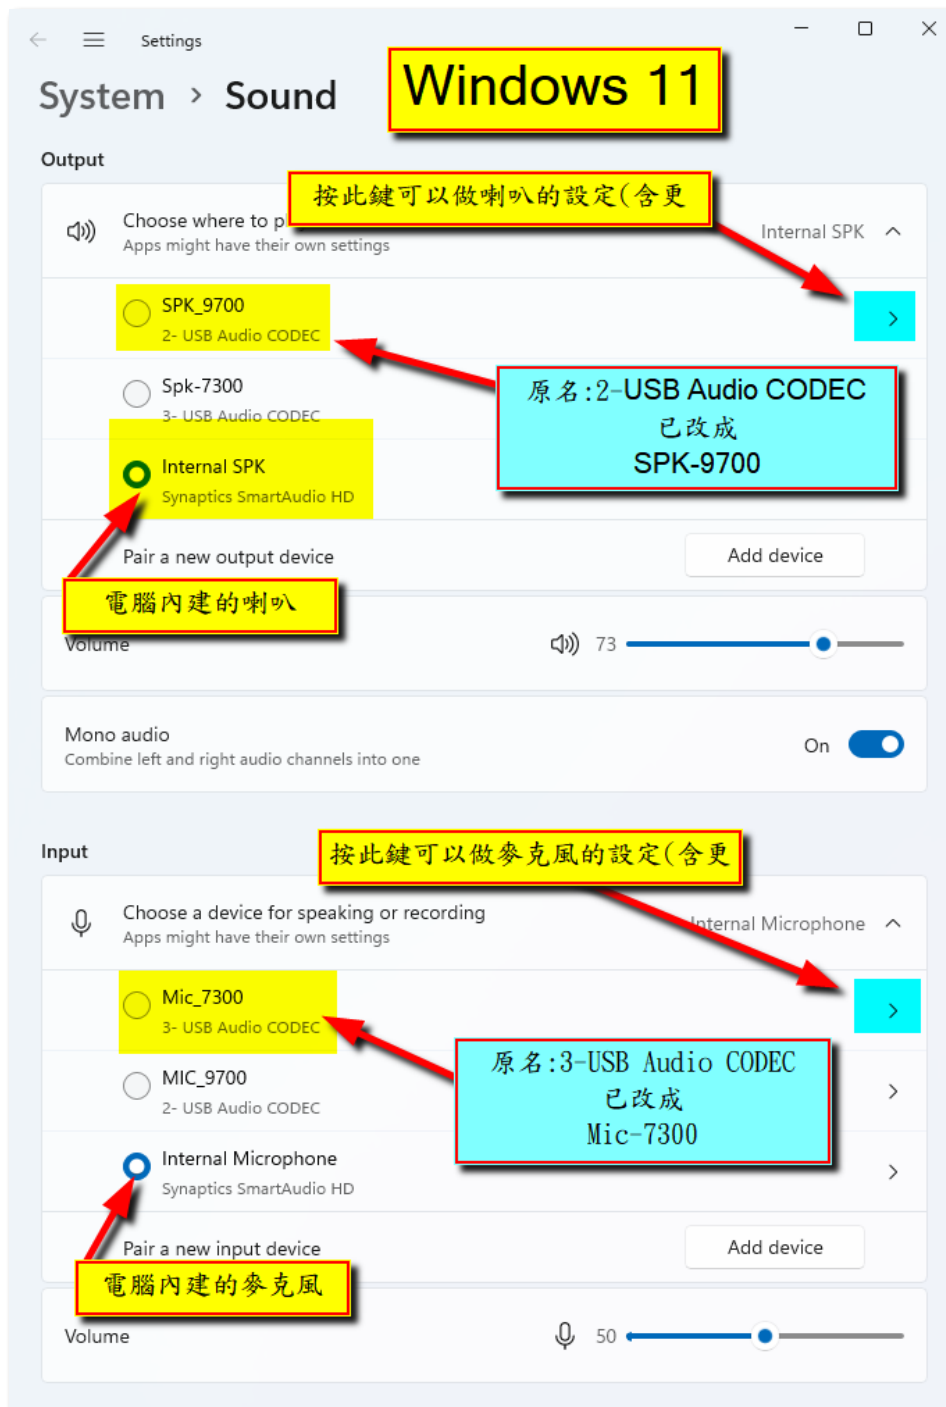 Settings
Windows 11
System > Sound
Output
按此鍵可以做喇叭的設定(含更
Choose where to p
Internal SPK
Apps might have their own settings
SPK_9700
2- USB Audio CODEC
Spk-7300
3- USB Audio CODEC
原名:2-USB Audio CODEC
已改成
SPK-9700
Internal SPK
Synaptics SmartAudio HD
Pair a new output device
Add device
電腦內建的喇叭
Volume
73
Mono audio
Combine left and right audio channels into one
On
Input
按此鍵可以做麥克風的設定(含更
Choose a device for speaking or recording
Internal Microphone
Apps might have their own settings
Mic_7300
3- USB Audio CODEC
原名:3-USB Audio CODEC
已改成
Mic-7300
MIC_9700
2- USB Audio CODEC
Internal Microphone
Synaptics SmartAudio HD
Pair a new input device
Add device
電腦內建的麥克風
Volume
50